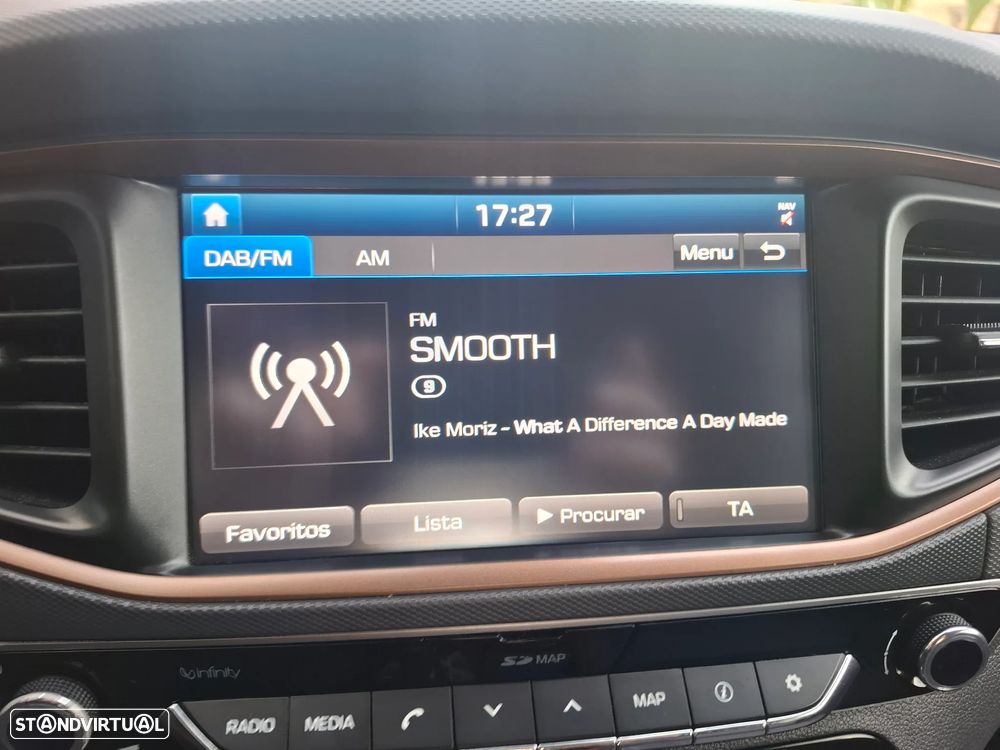 17:27
NAV
DAB/FM
AM
Menu
FM
SMOOTH
9
Ike Moriz - What A Difference A Day Made
Favoritos
Lista
Procurar
TA
infinity
SD MAP
RADIO
MEDIA
MAP
STANDVIRTUAL